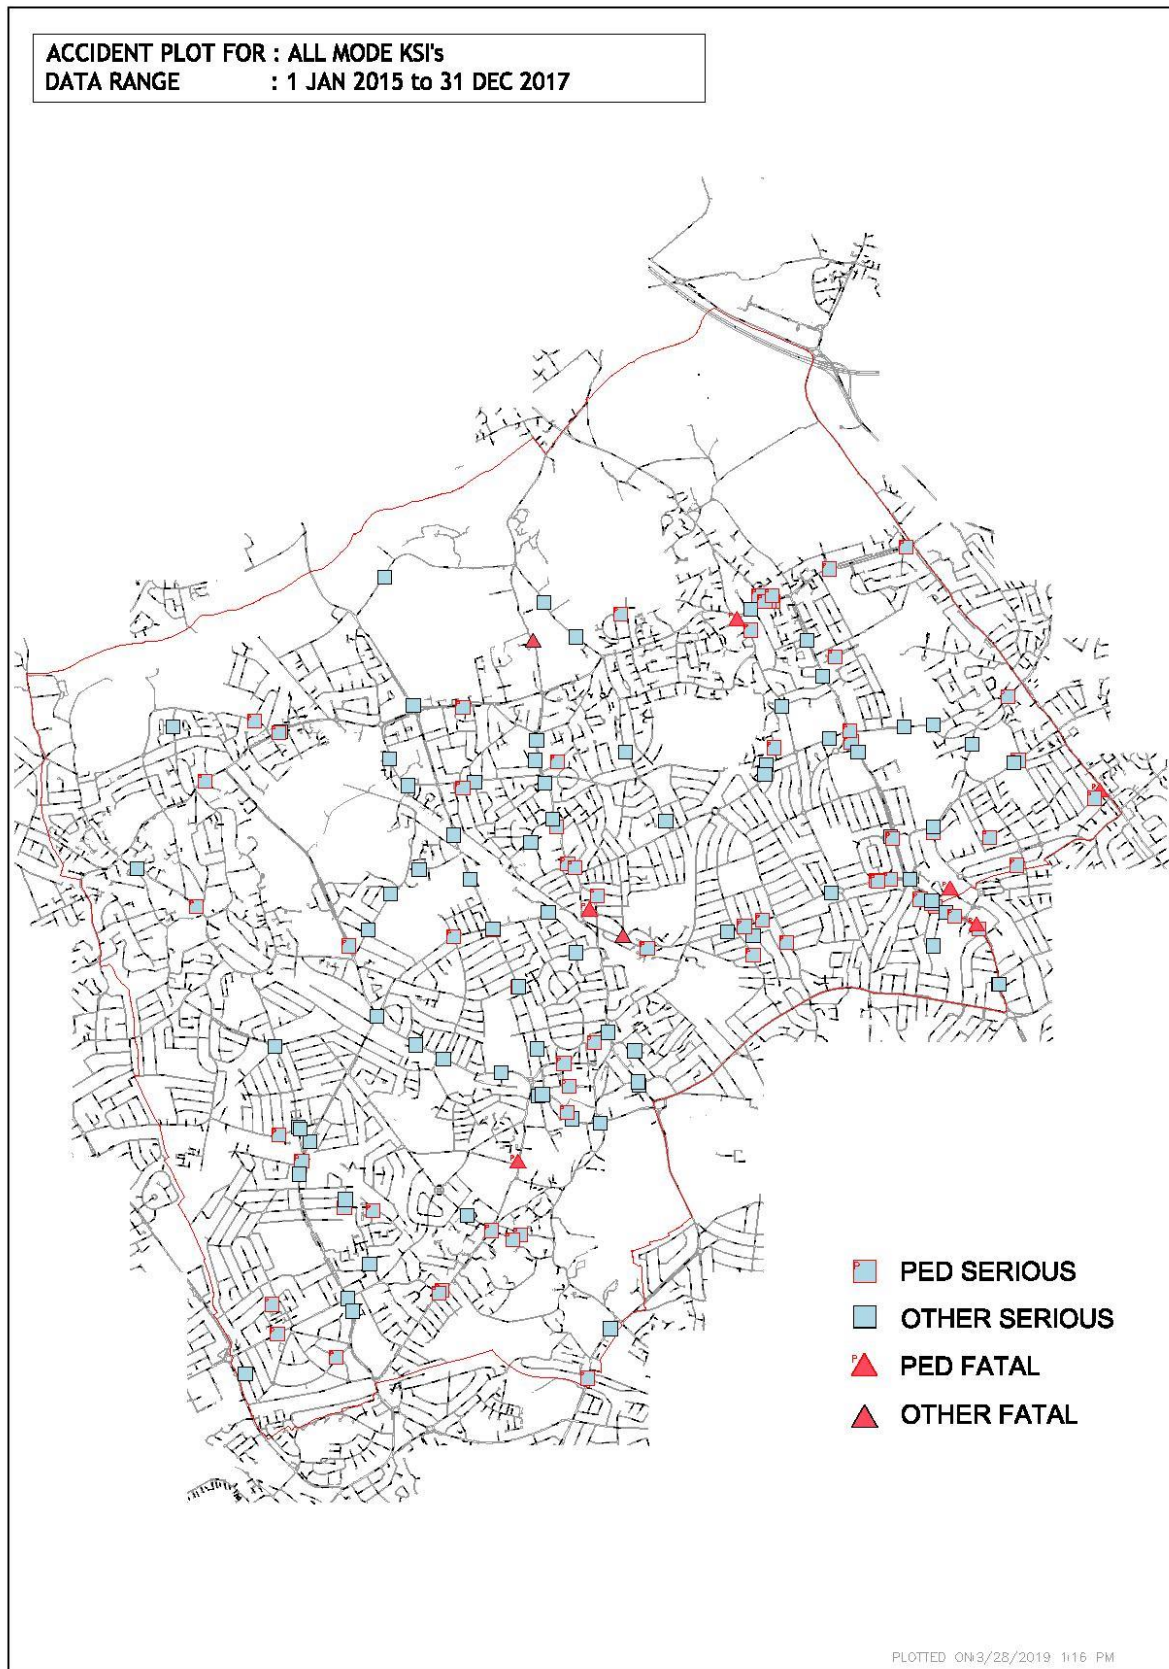 ACCIDENT PLOT FOR : ALL MODE KSI's
DATA RANGE : 1 JAN 2015 to 31 DEC 2017
P PED SERIOUS
OTHER SERIOUS
P PED FATAL
OTHER FATAL
PLOTTED ON:3/28/2019 1:16 PM